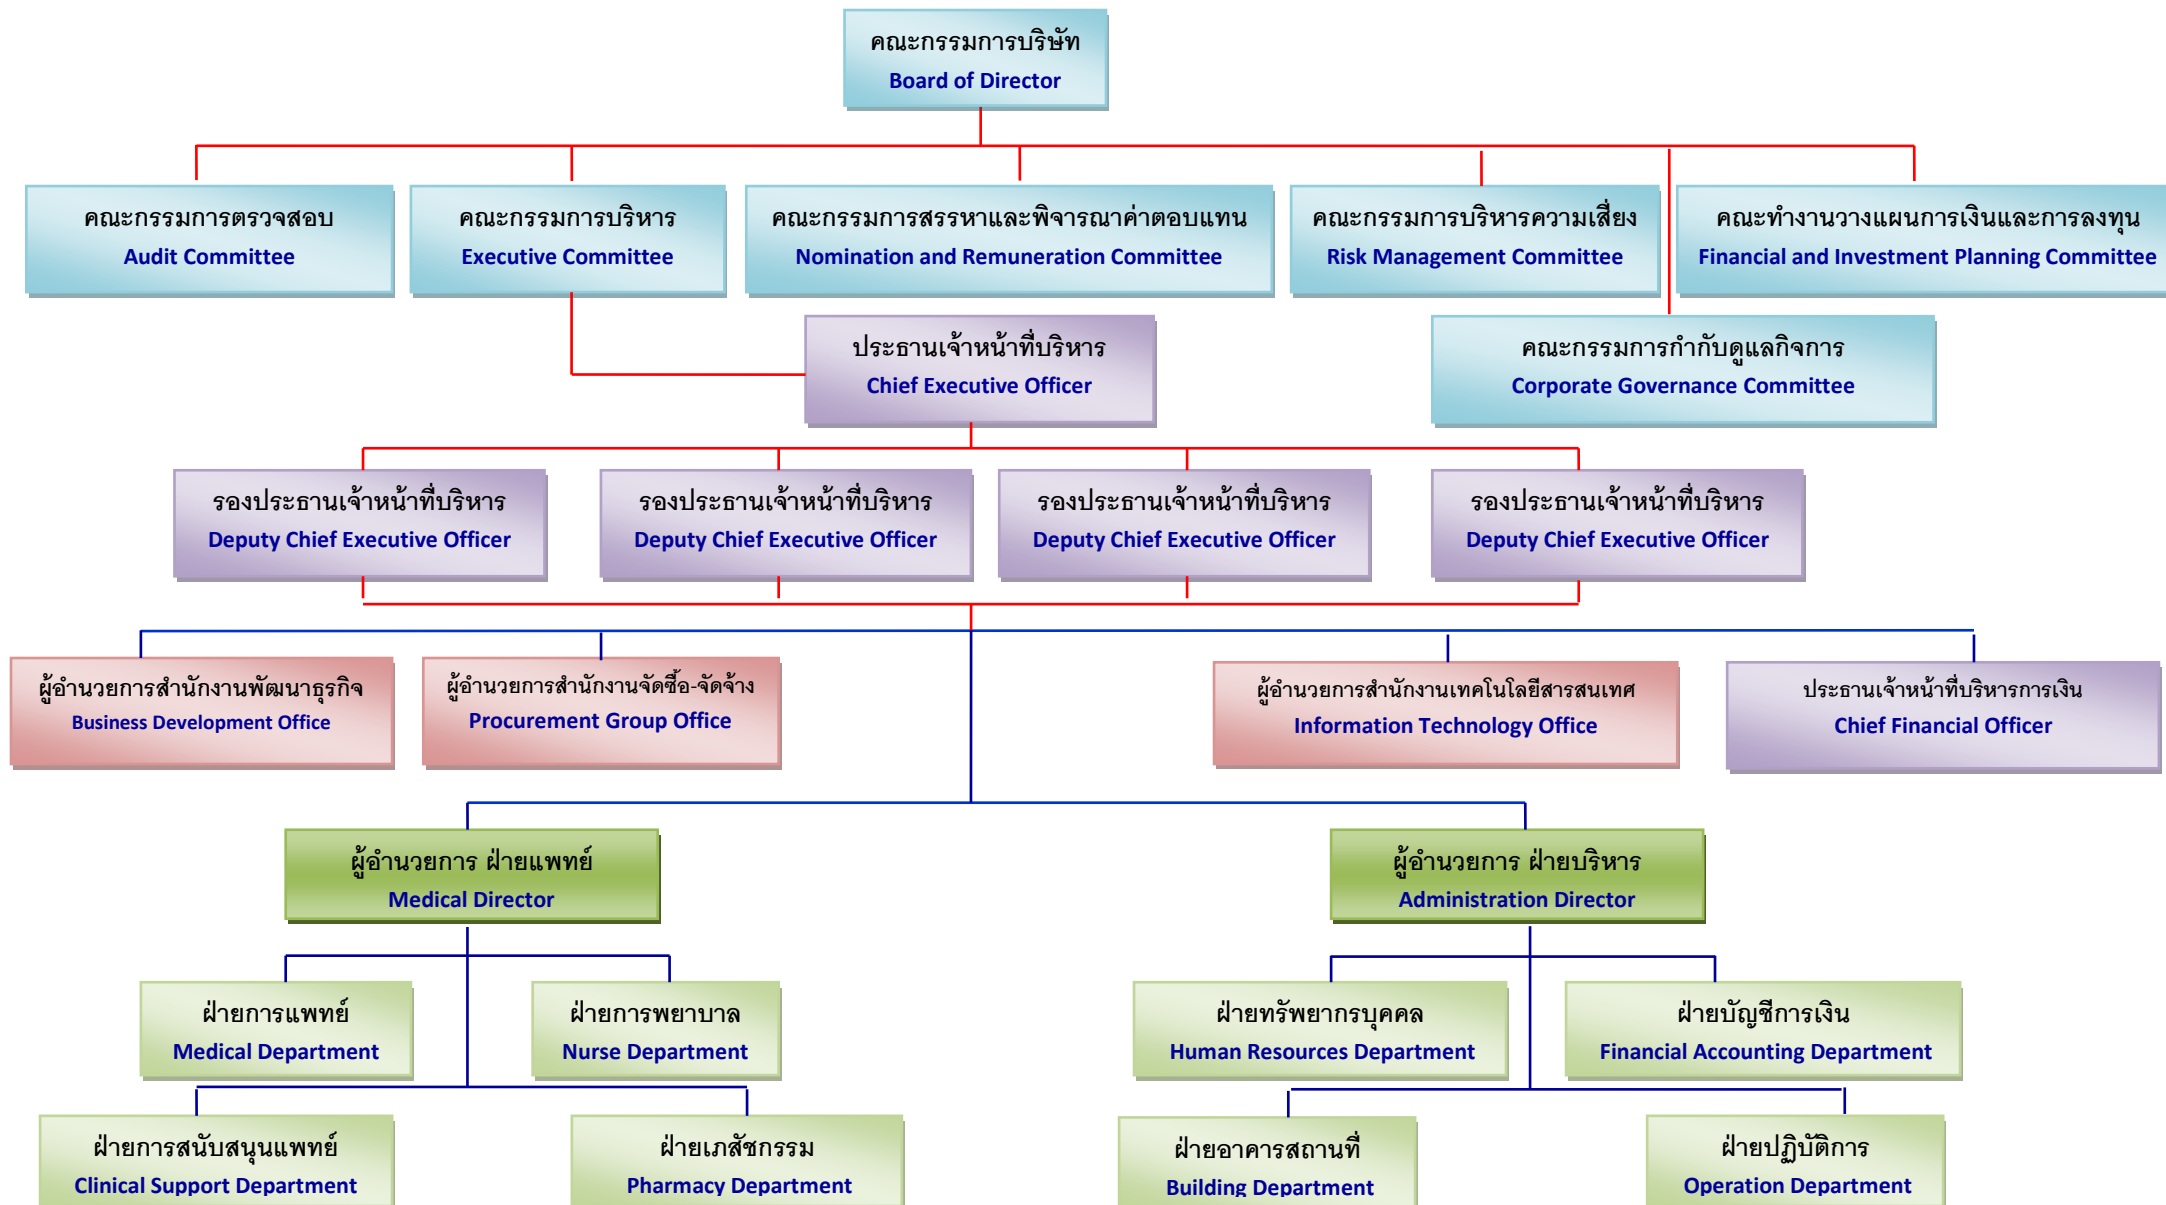 คณะกรรมการบริษัท
Board of Director
คณะกรรมการตรวจสอบ
Audit Committee
คณะกรรมการบริหาร
Executive Committee
คณะกรรมการสรรหาและพิจารณาค่าตอบแทน
Nomination and Remuneration Committee
คณะกรรมการบริหารความเสี่ยง
Risk Management Committee
คณะทำงานวางแผนการเงินและการลงทุน
Financial and Investment Planning Committee
ประธานเจ้าหน้าที่บริหาร
Chief Executive Officer
คณะกรรมการกำกับดูแลกิจการ
Corporate Governance Committee
รองประธานเจ้าหน้าที่บริหาร
Deputy Chief Executive Officer
รองประธานเจ้าหน้าที่บริหาร
Deputy Chief Executive Officer
รองประธานเจ้าหน้าที่บริหาร
Deputy Chief Executive Officer
รองประธานเจ้าหน้าที่บริหาร
Deputy Chief Executive Officer
ผู้อำนวยการสำนักงานพัฒนาธุรกิจ
Business Development Office
ผู้อำนวยการสำนักงานจัดซื้อ-จัดจ้าง
Procurement Group Office
ผู้อำนวยการสำนักงานเทคโนโลยีสารสนเทศ
Information Technology Office
ประธานเจ้าหน้าที่บริหารการเงิน
Chief Financial Officer
ผู้อำนวยการ ฝ่ายแพทย์
Medical Director
ผู้อำนวยการ ฝ่ายบริหาร
Administration Director
ฝ่ายการแพทย์
Medical Department
ฝ่ายการพยาบาล
Nurse Department
ฝ่ายทรัพยากรบุคคล
Human Resources Department
ฝ่ายบัญชีการเงิน
Financial Accounting Department
ฝ่ายการสนับสนุนแพทย์
Clinical Support Department
ฝ่ายเภสัชกรรม
Pharmacy Department
ฝ่ายอาคารสถานที่
Building Department
ฝ่ายปฏิบัติการ
Operation Department